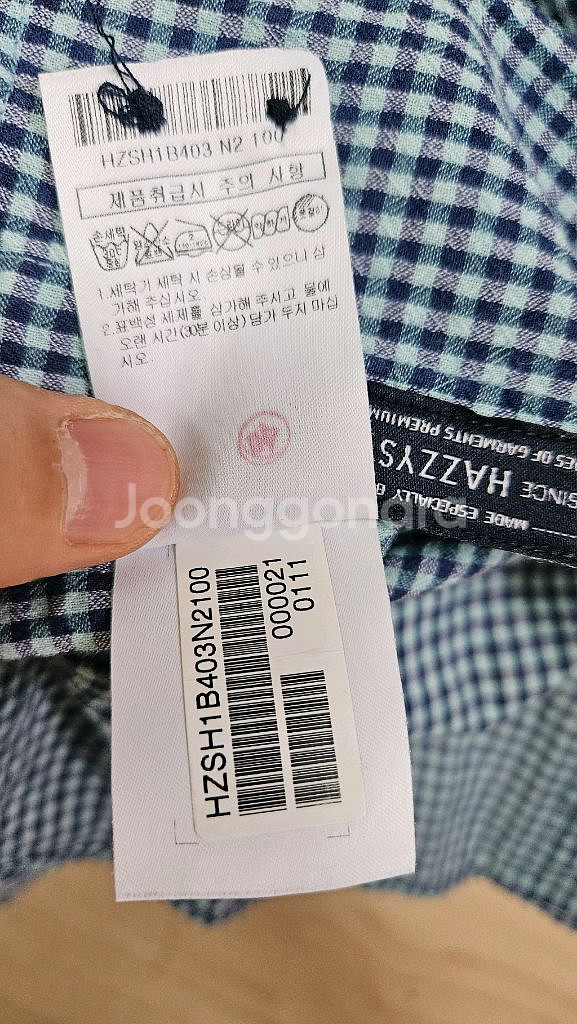 HZSH1B403 N2 100
제품취급시 주의 사항
손세탁
1.세탁기 세탁 시 손상될 수 있으니 삼
가해 주십시오.
2.표백성 세제를 삼가해 주시고 물에
오랜 시간(30분 이상) 담가 두지 마십
시오.
SINCE HAZZYS
MADE ESPECIALLY
OF GARMENTS PREMIUM
Joonggonara
HZSH1B403N2100
000021
0111